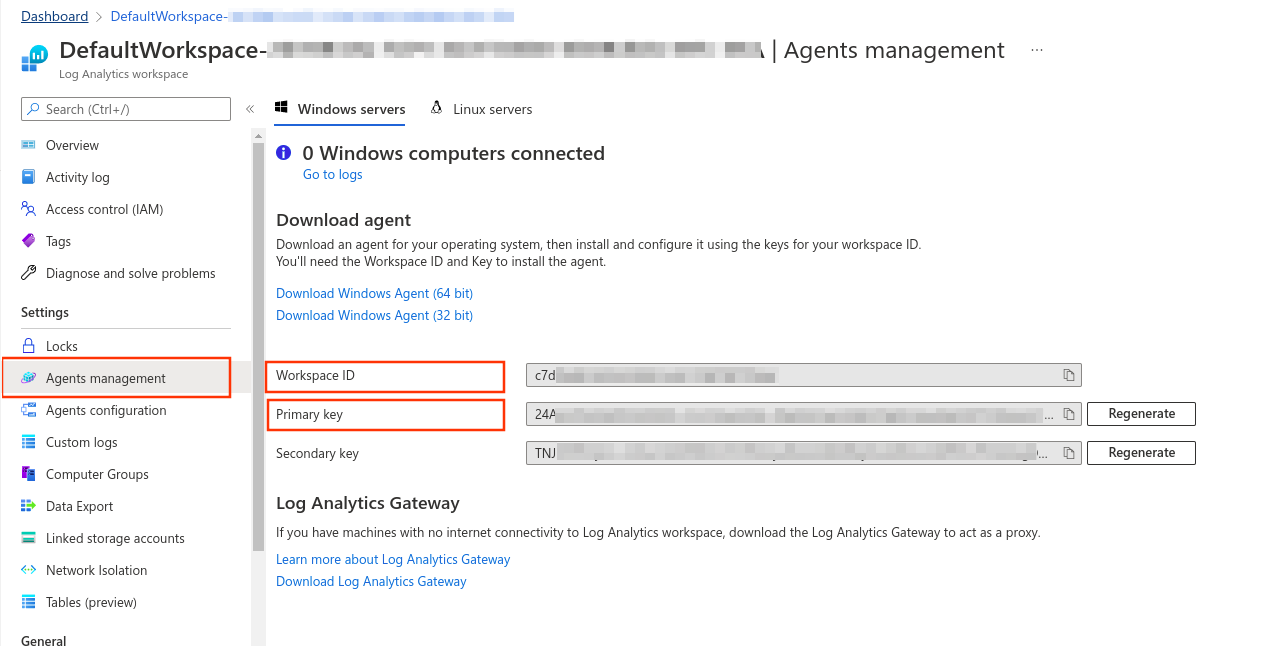 Dashboard > DefaultWorkspace-
DefaultWorkspace- | Agents management ...
Log Analytics workspace
Search (Ctrl+/)
«
Overview
Activity log
Access control (IAM)
Tags
Diagnose and solve problems
Settings
Locks
Agents management
Agents configuration
Custom logs
Computer Groups
Data Export
Linked storage accounts
Network Isolation
Tables (preview)
General
Windows servers Linux servers
0 Windows computers connected
Go to logs
Download agent
Download an agent for your operating system, then install and configure it using the keys for your workspace ID.
You'll need the Workspace ID and Key to install the agent.
Download Windows Agent (64 bit)
Download Windows Agent (32 bit)
Workspace ID c7d
Primary key 24A ... Regenerate
Secondary key TNJ ... Regenerate
Log Analytics Gateway
If you have machines with no internet connectivity to Log Analytics workspace, download the Log Analytics Gateway to act as a proxy.
Learn more about Log Analytics Gateway
Download Log Analytics Gateway